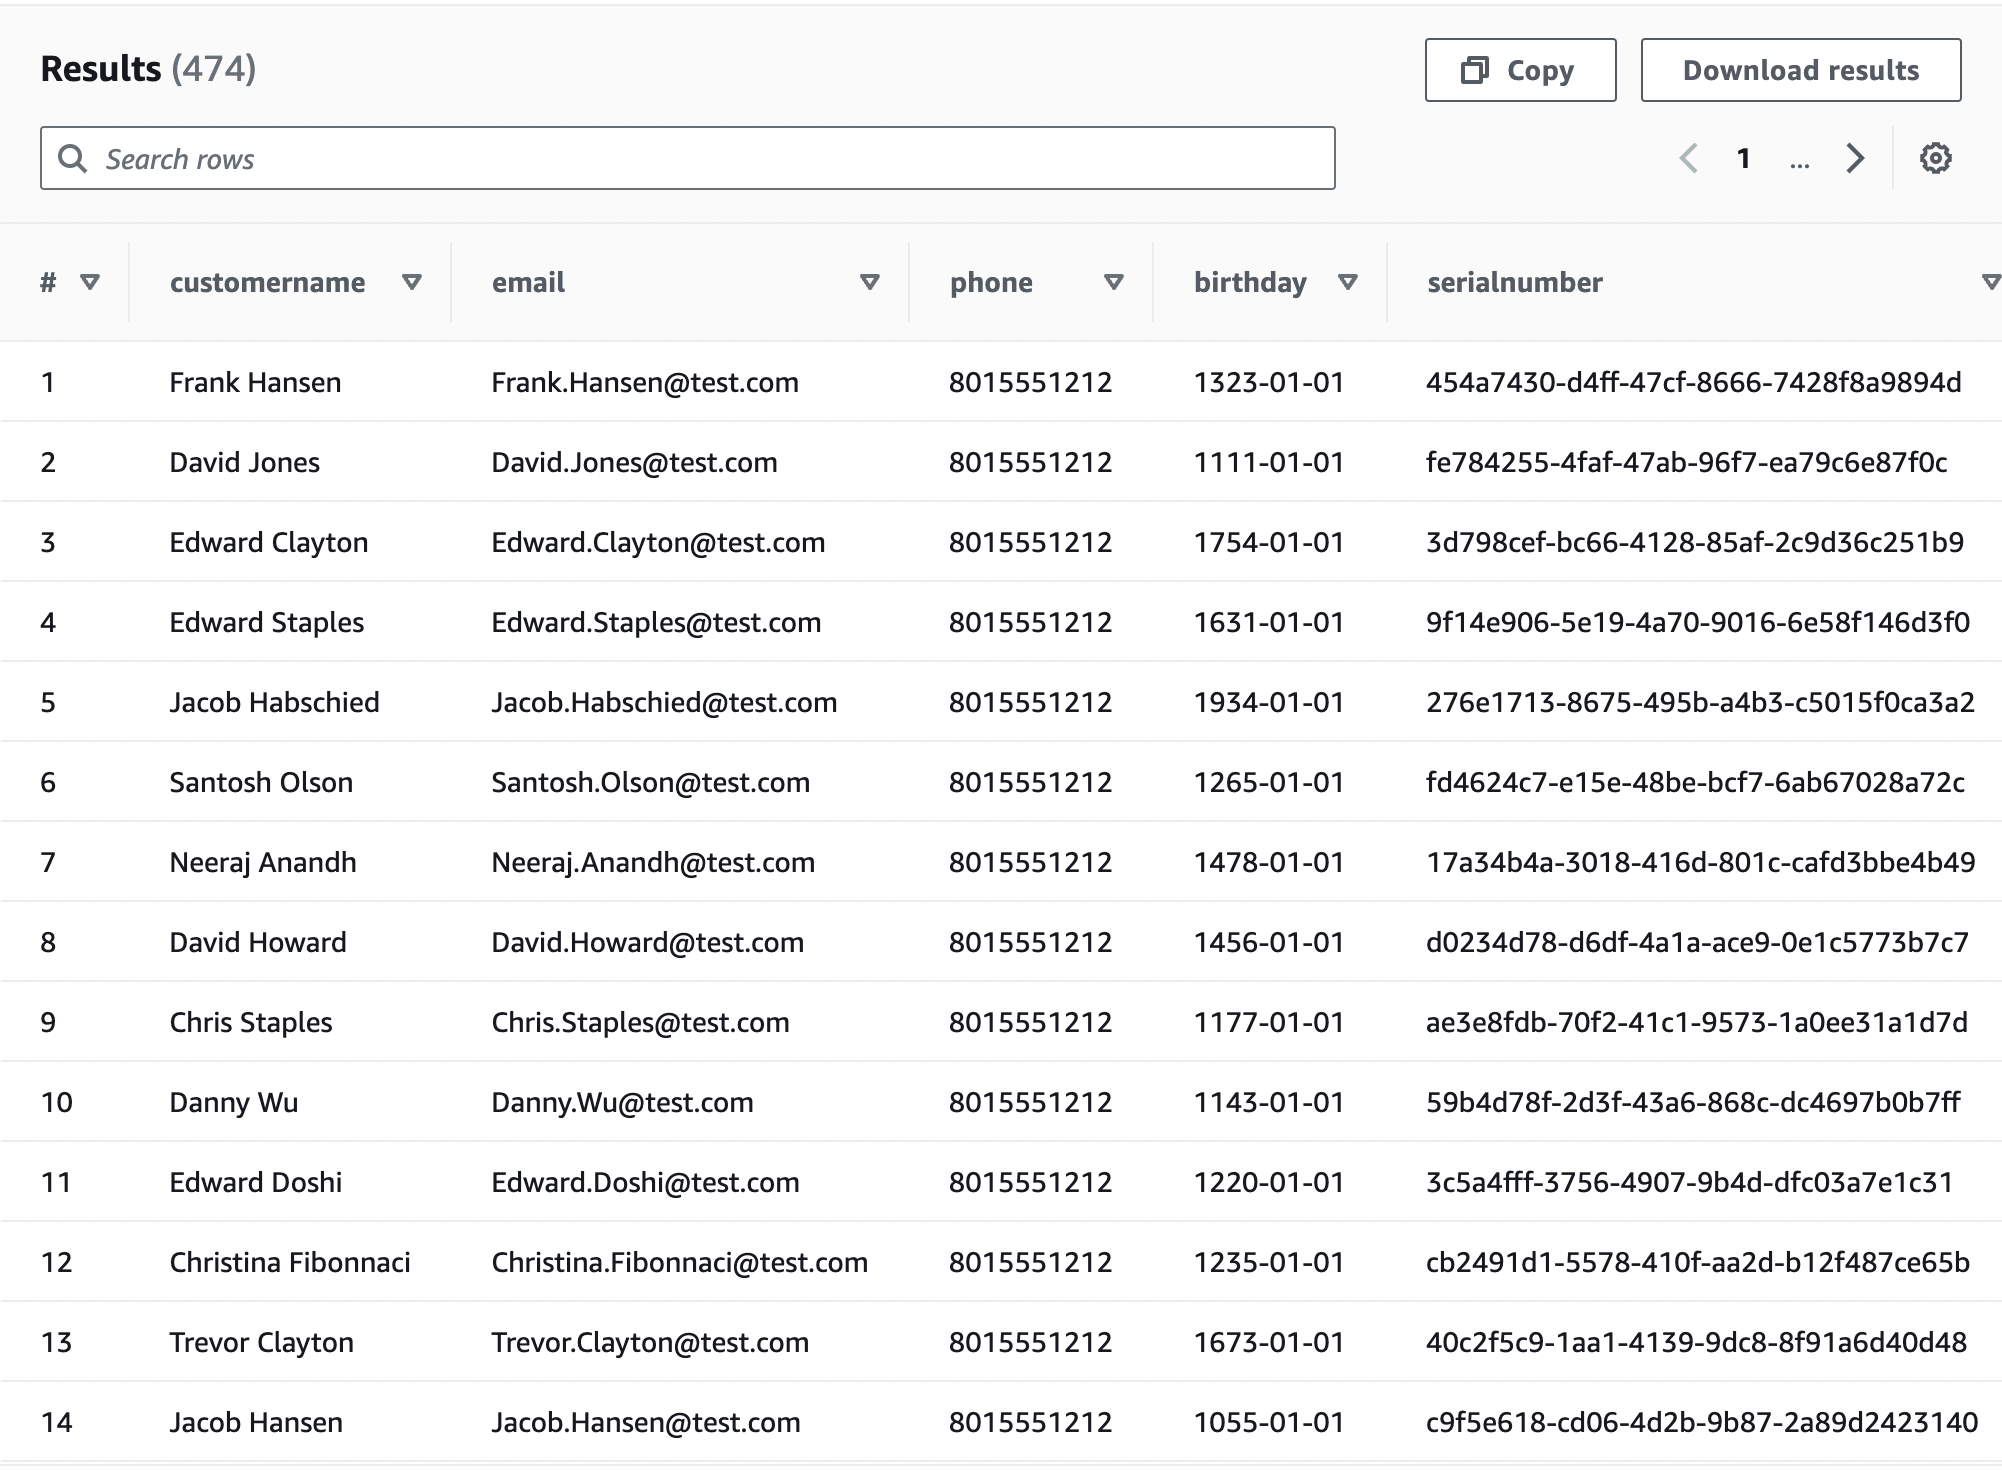 Results (474)
Copy
Download results
Search rows
1 ...
# customername email phone birthday serialnumber
1 Frank Hansen Frank.Hansen@test.com 8015551212 1323-01-01 454a7430-d4ff-47cf-8666-7428f8a9894d
2 David Jones David.Jones@test.com 8015551212 1111-01-01 fe784255-4faf-47ab-96f7-ea79c6e87f0c
3 Edward Clayton Edward.Clayton@test.com 8015551212 1754-01-01 3d798cef-bc66-4128-85af-2c9d36c251b9
4 Edward Staples Edward.Staples@test.com 8015551212 1631-01-01 9f14e906-5e19-4a70-9016-6e58f146d3f0
5 Jacob Habschied Jacob.Habschied@test.com 8015551212 1934-01-01 276e1713-8675-495b-a4b3-c5015f0ca3a2
6 Santosh Olson Santosh.Olson@test.com 8015551212 1265-01-01 fd4624c7-e15e-48be-bcf7-6ab67028a72c
7 Neeraj Anandh Neeraj.Anandh@test.com 8015551212 1478-01-01 17a34b4a-3018-416d-801c-cafd3bbe4b49
8 David Howard David.Howard@test.com 8015551212 1456-01-01 d0234d78-d6df-4a1a-ace9-0e1c5773b7c7
9 Chris Staples Chris.Staples@test.com 8015551212 1177-01-01 ae3e8fdb-70f2-41c1-9573-1a0ee31a1d7d
10 Danny Wu Danny.Wu@test.com 8015551212 1143-01-01 59b4d78f-2d3f-43a6-868c-dc4697b0b7ff
11 Edward Doshi Edward.Doshi@test.com 8015551212 1220-01-01 3c5a4fff-3756-4907-9b4d-dfc03a7e1c31
12 Christina Fibonnaci Christina.Fibonnaci@test.com 8015551212 1235-01-01 cb2491d1-5578-410f-aa2d-b12f487ce65b
13 Trevor Clayton Trevor.Clayton@test.com 8015551212 1673-01-01 40c2f5c9-1aa1-4139-9dc8-8f91a6d40d48
14 Jacob Hansen Jacob.Hansen@test.com 8015551212 1055-01-01 c9f5e618-cd06-4d2b-9b87-2a89d2423140